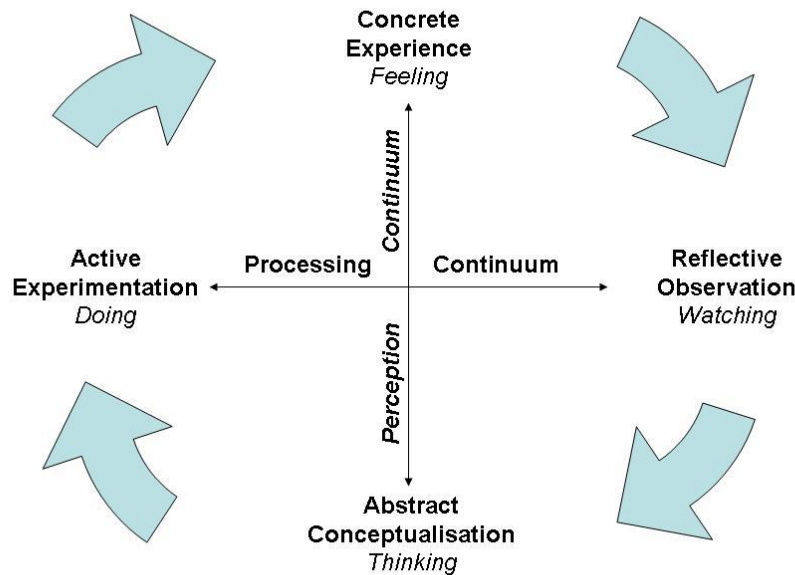 Concrete
Experience
Feeling
Continuum
Processing
Continuum
Active
Experimentation
Doing
Reflective
Observation
Watching
Perception
Abstract
Conceptualisation
Thinking